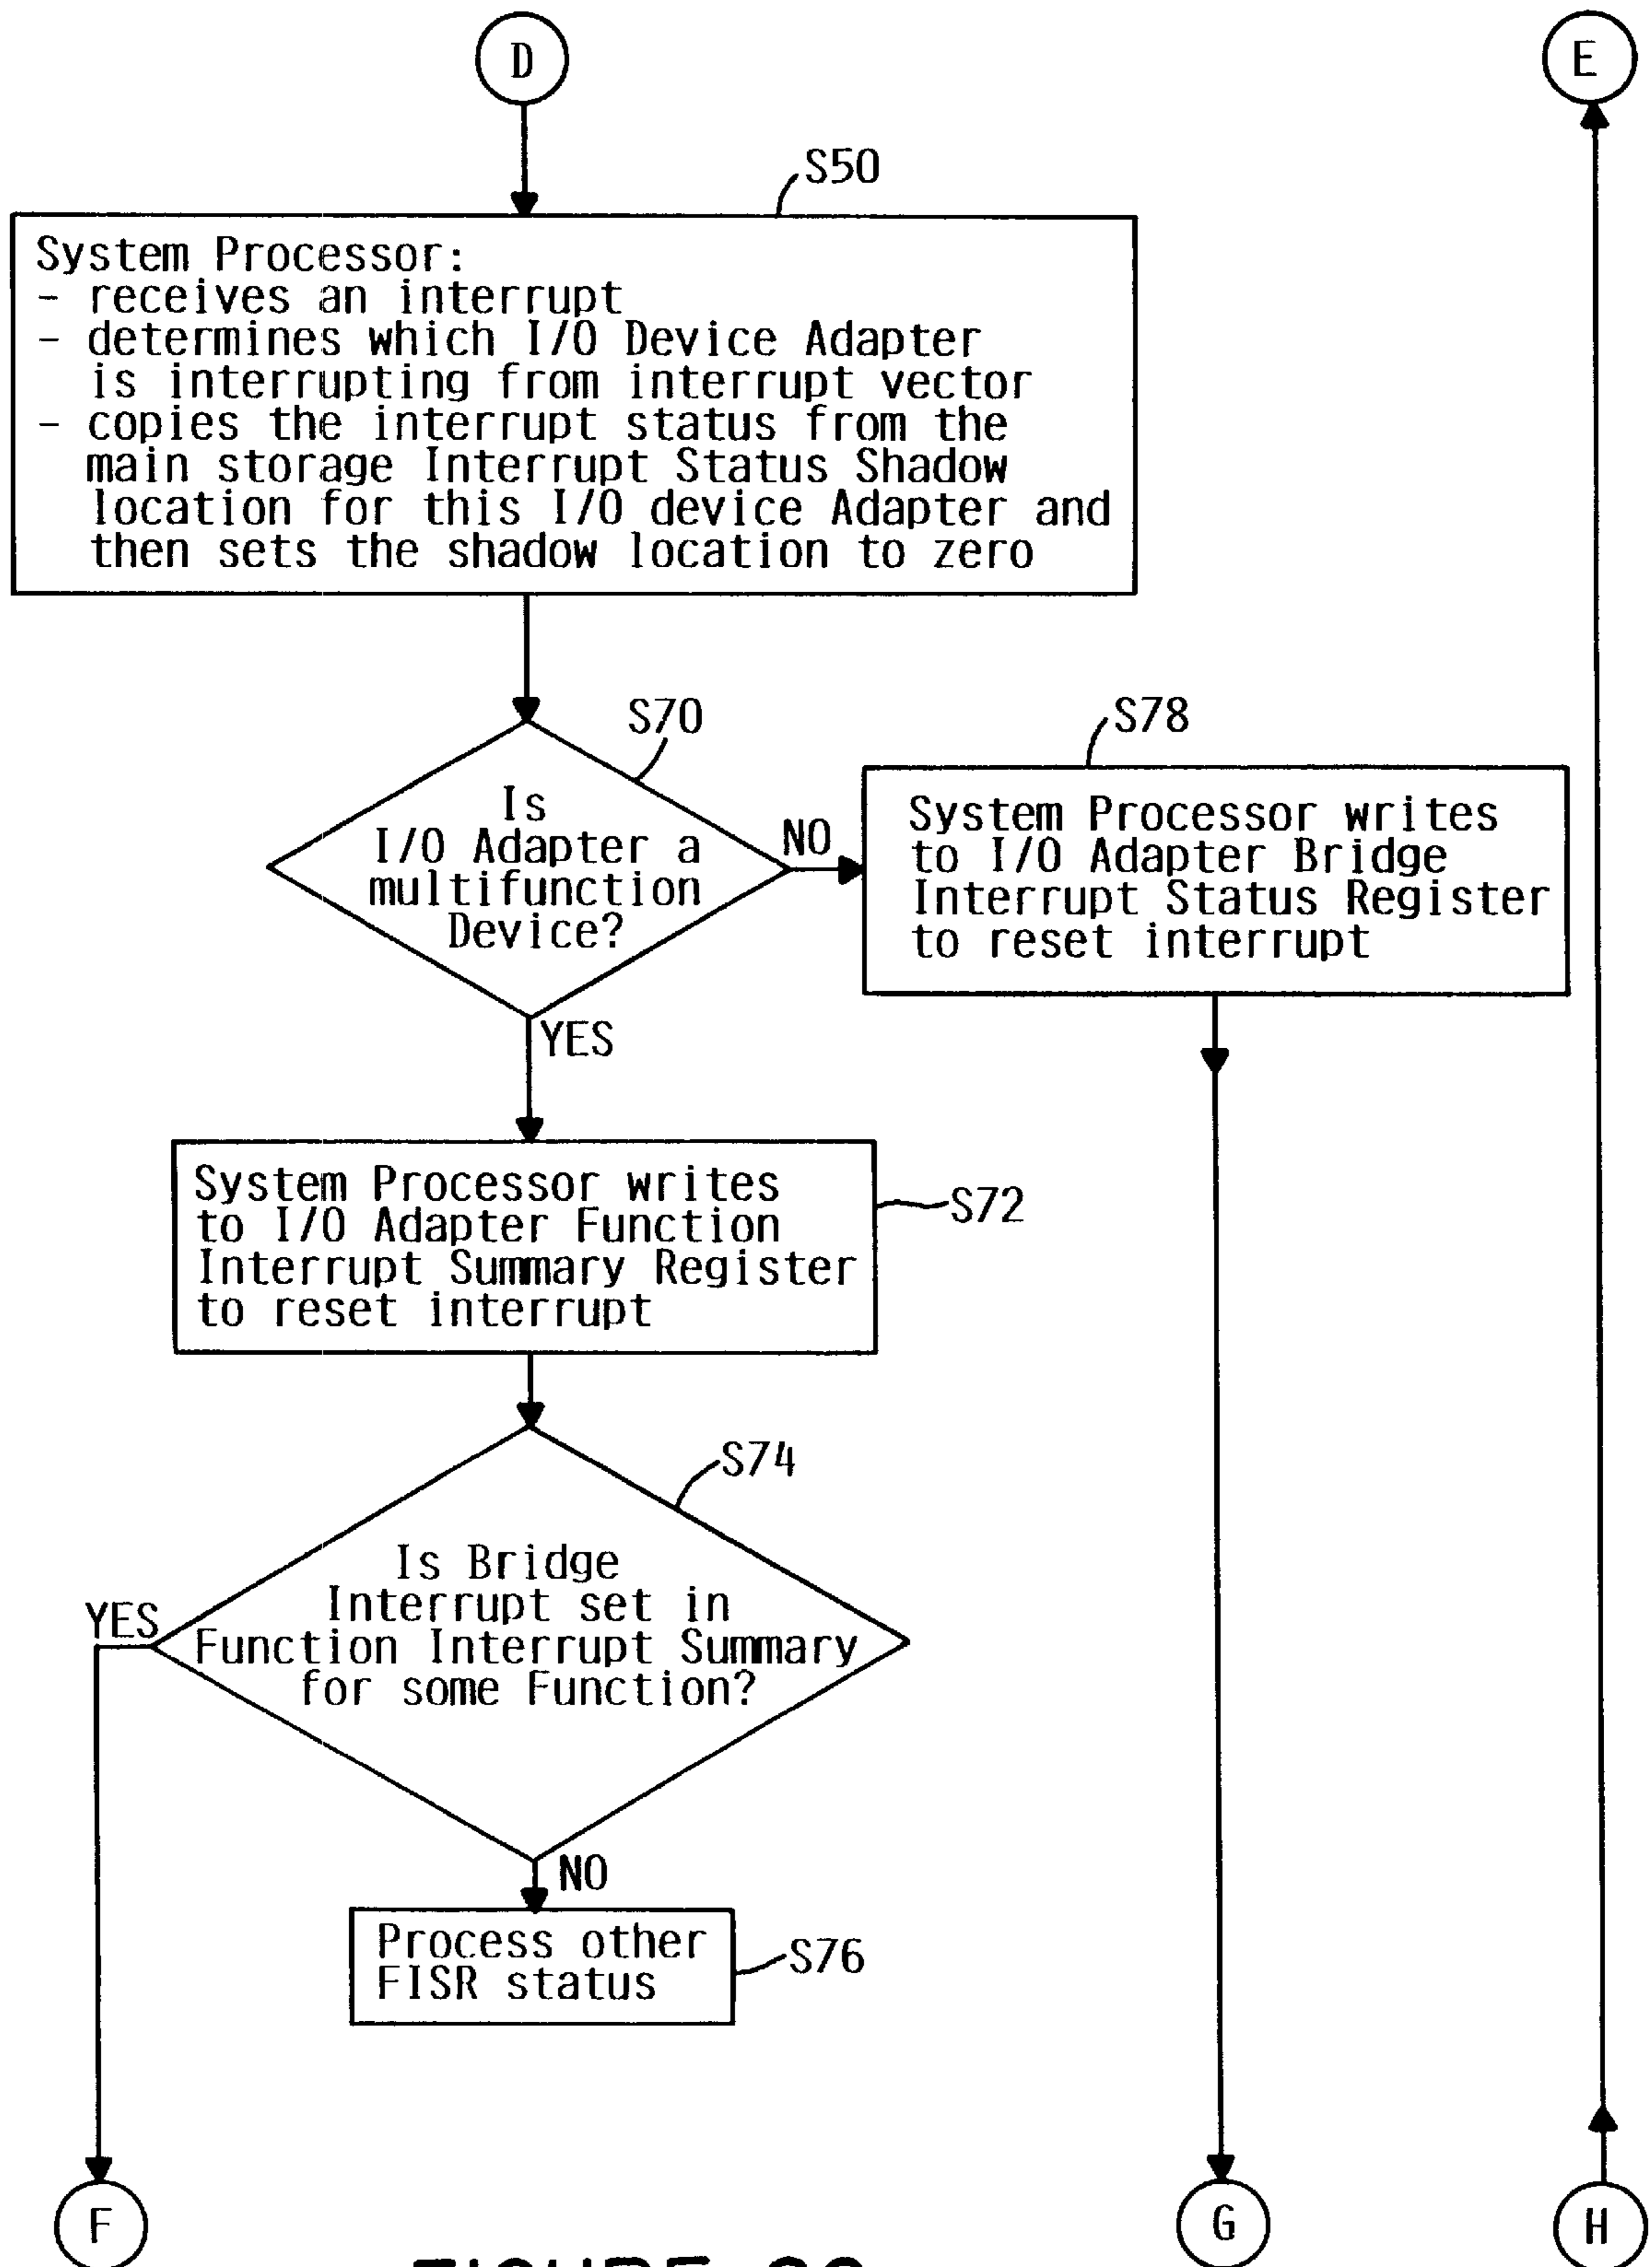 D
E
S50
System Processor:
- receives an interrupt
- determines which I/O Device Adapter
is interrupting from interrupt vector
- copies the interrupt status from the
main storage Interrupt Status Shadow
location for this I/O device Adapter and
then sets the shadow location to zero
S70
Is
I/O Adapter a
multifunction
Device?
NO
YES
S78
System Processor writes
to I/O Adapter Bridge
Interrupt Status Register
to reset interrupt
S72
System Processor writes
to I/O Adapter Function
Interrupt Summary Register
to reset interrupt
S74
Is Bridge
Interrupt set in
Function Interrupt Summary
for some Function?
YES
NO
Process other
FISR status
S76
F
G
H
FIGURE